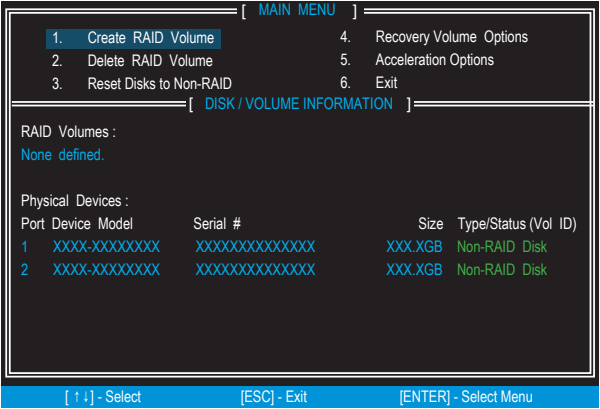 [ MAIN MENU ]
1. Create RAID Volume 4. Recovery Volume Options
2. Delete RAID Volume 5. Acceleration Options
3. Reset Disks to Non-RAID 6. Exit
[ DISK / VOLUME INFORMATION ]
RAID Volumes :
None defined.
Physical Devices :
Port Device Model Serial # Size Type/Status (Vol ID)
1 XXXX-XXXXXXXX XXXXXXXXXXXXXX XXX.XGB Non-RAID Disk
2 XXXX-XXXXXXXX XXXXXXXXXXXXXX XXX.XGB Non-RAID Disk
[ ↑↓] - Select [ESC] - Exit [ENTER] - Select Menu